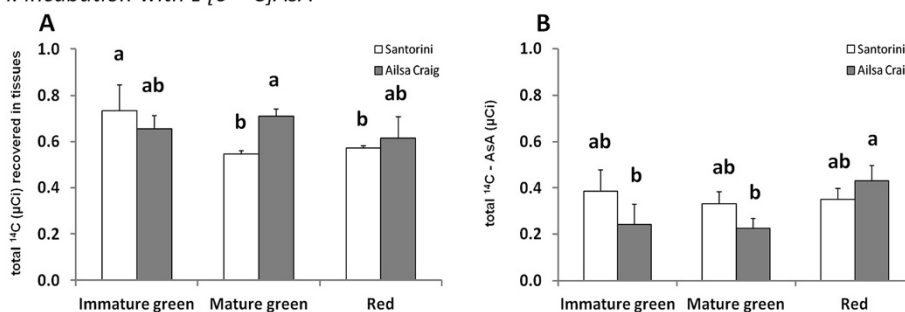 A
total ¹⁴C (µCi) recovered in tissues
1.0
0.8
0.6
0.4
0.2
0.0
Santorini
Ailsa Craig
a
ab
b
a
b
ab
Immature green
Mature green
Red
B
total ¹⁴C - AsA (µCi)
1.0
0.8
0.6
0.4
0.2
0.0
Santorini
Ailsa Craig
ab
b
ab
b
ab
a
Immature green
Mature green
Red